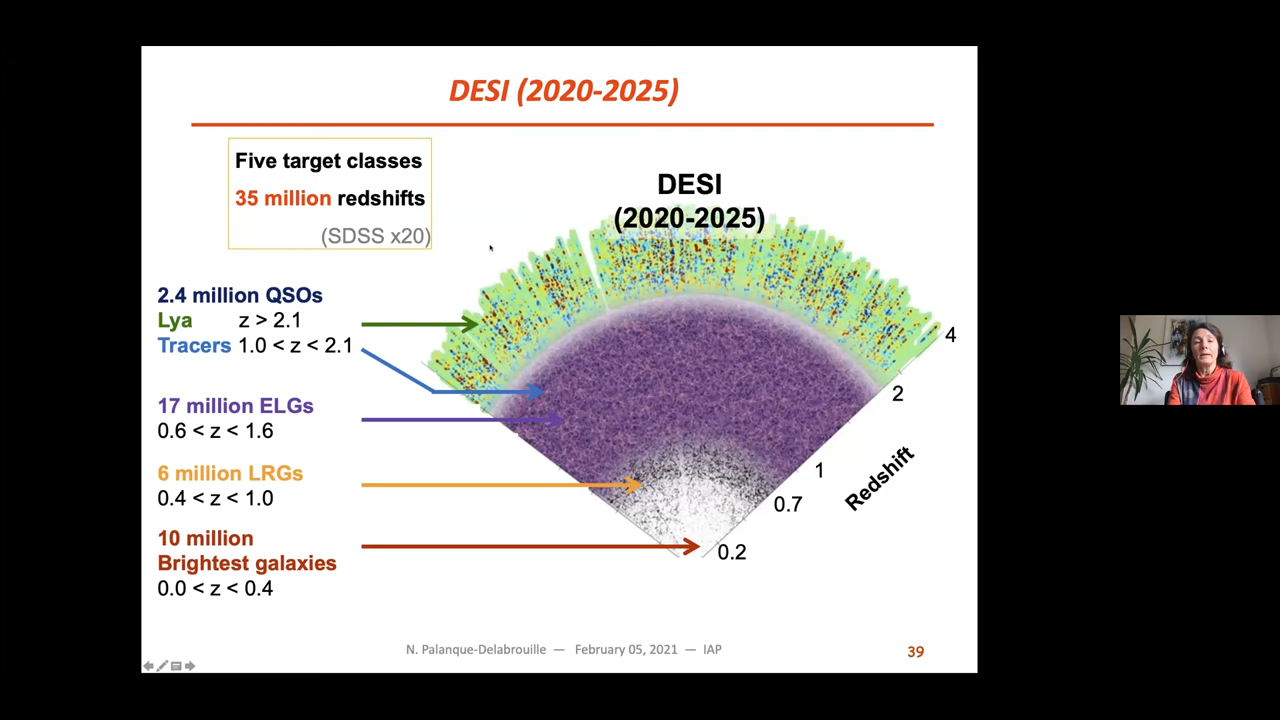 DESI (2020-2025)
Five target classes
35 million redshifts
(SDSS x20)
DESI
(2020-2025)
2.4 million QSOs
Lya z > 2.1
Tracers 1.0 < z < 2.1
17 million ELGs
0.6 < z < 1.6
6 million LRGs
0.4 < z < 1.0
10 million
Brightest galaxies
0.0 < z < 0.4
4
2
1
0.7
0.2
Redshift
N. Palanque-Delabrouille — February 05, 2021 — IAP
39